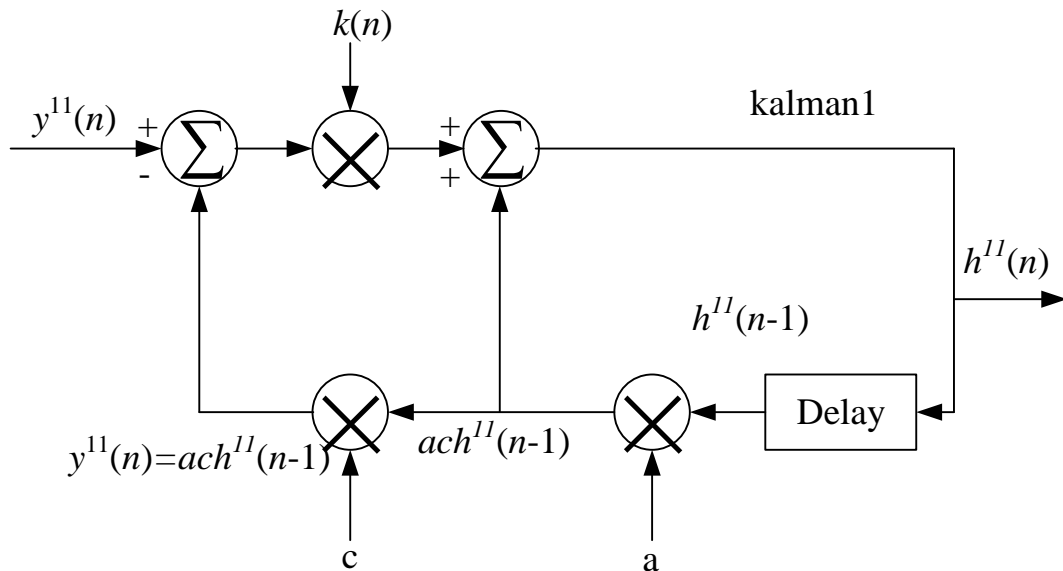 k(n)
kalman1
y¹¹(n)
+
-
Σ
+
+
Σ
h¹¹(n)
h¹¹(n-1)
Delay
y¹¹(n)=ach¹¹(n-1)
ach¹¹(n-1)
c
a